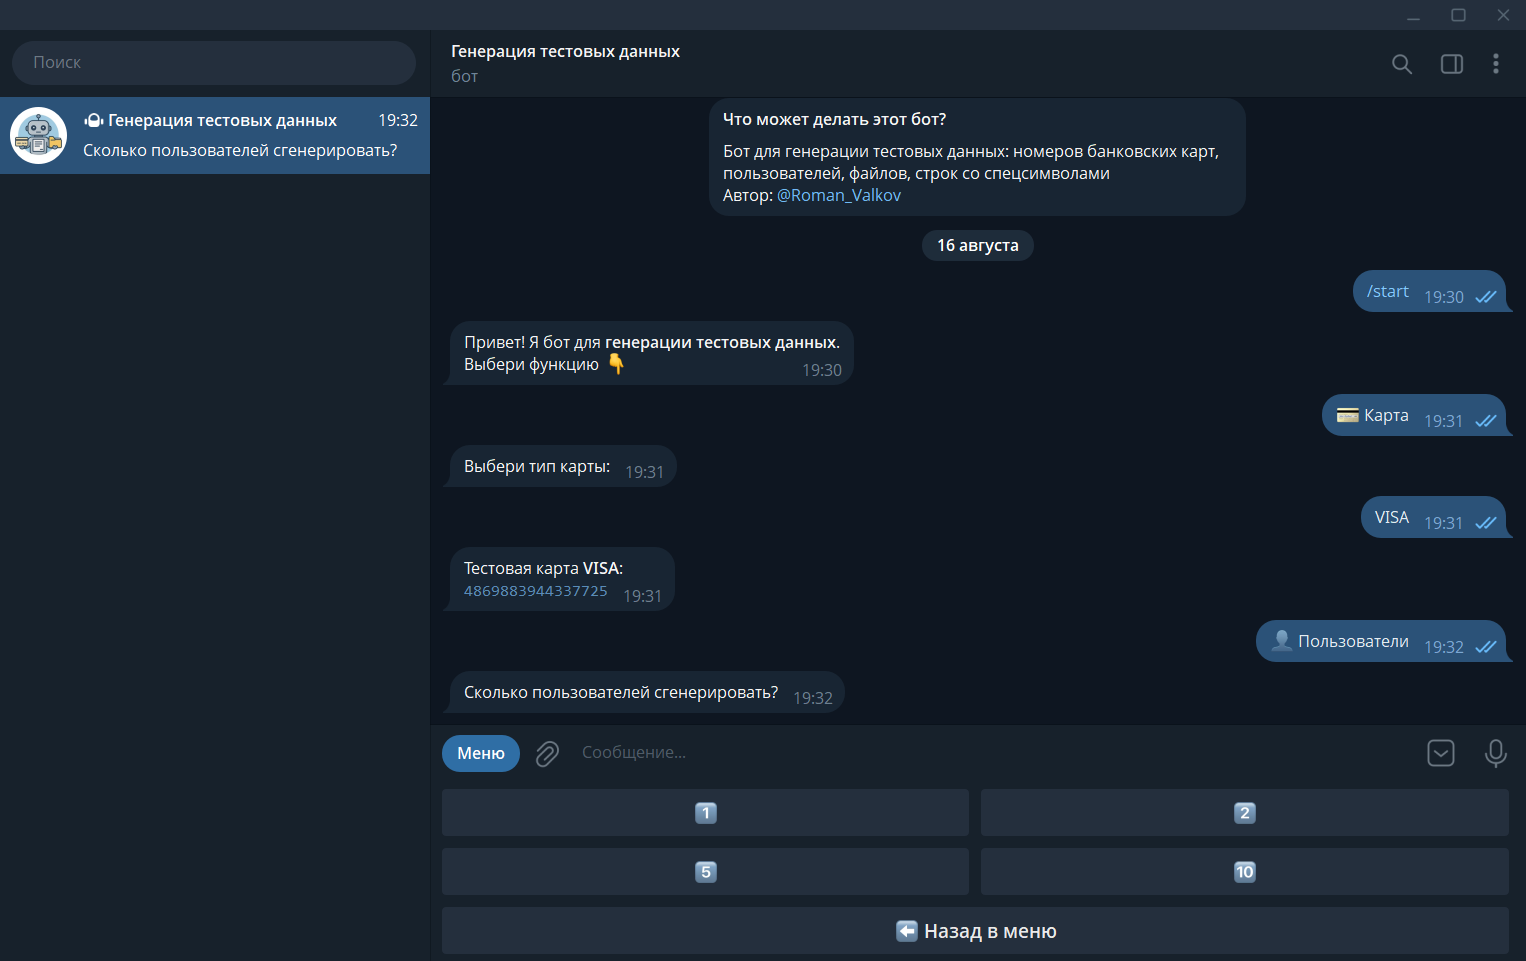 Поиск
Генерация тестовых данных
19:32
Сколько пользователей сгенерировать?
Генерация тестовых данных
бот
Что может делать этот бот?
Бот для генерации тестовых данных: номеров банковских карт,
пользователей, файлов, строк со спецсимволами
Автор: @Roman_Valkov
16 августа
/start 19:30
Привет! Я бот для генерации тестовых данных.
Выбери функцию 👇 19:30
💳 Карта 19:31
Выбери тип карты: 19:31
VISA 19:31
Тестовая карта VISA:
4869883944337725 19:31
👤 Пользователи 19:32
Сколько пользователей сгенерировать? 19:32
Меню
Сообщение...
1
2
5
10
⬅️ Назад в меню